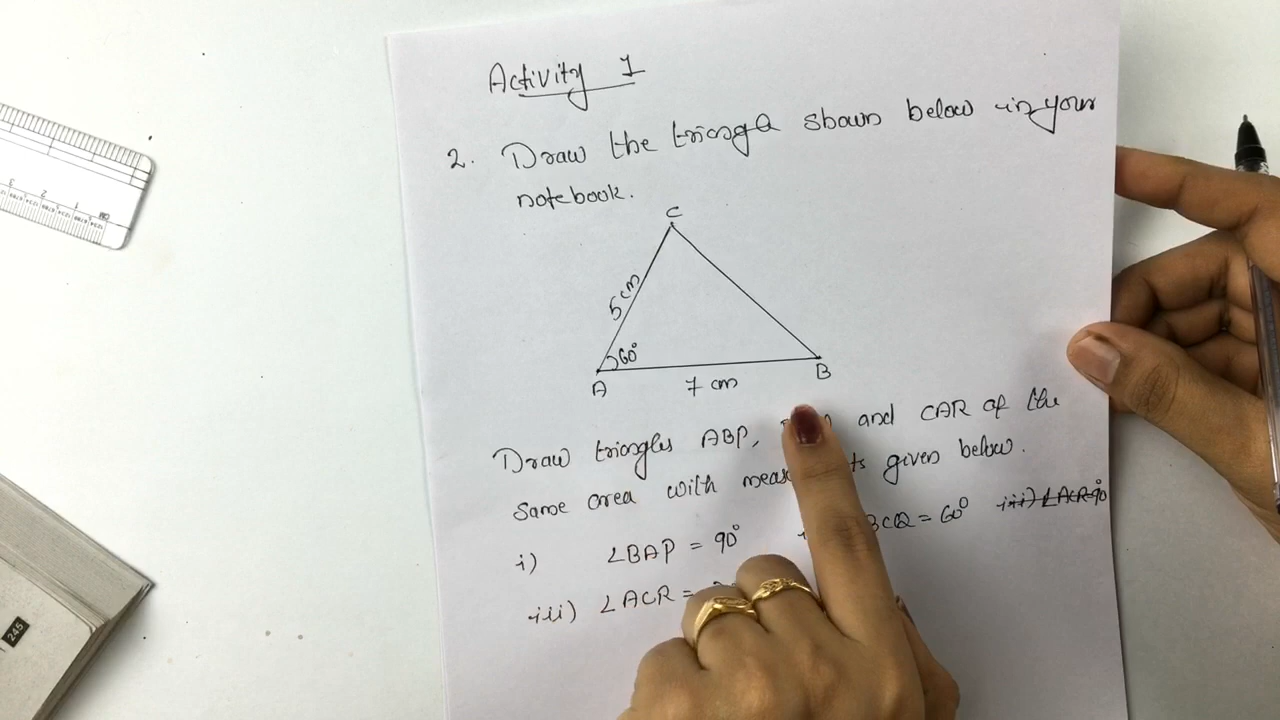 Activity 1
2. Draw the triangle shown below in your
notebook.
C
5 cm
60°
A
7 cm
B
Draw triangles ABP, and CAR of the
same area with given below.
i) ∠BAP = 90° BCQ = 60° iii) ∠ACR 90°
iii) ∠ACR =
245